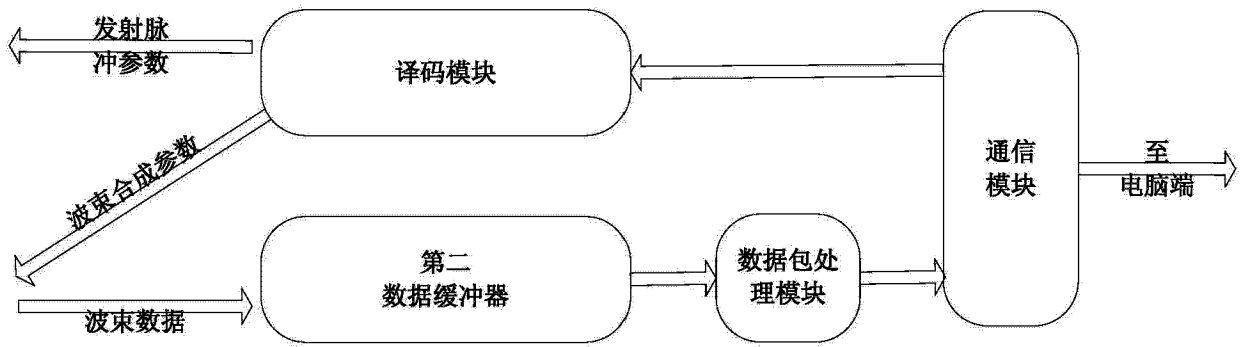 发射脉
冲参数
译码模块
通信
模块
至
电脑端
波束合成参数
第二
数据缓冲器
数据包处
理模块
波束数据